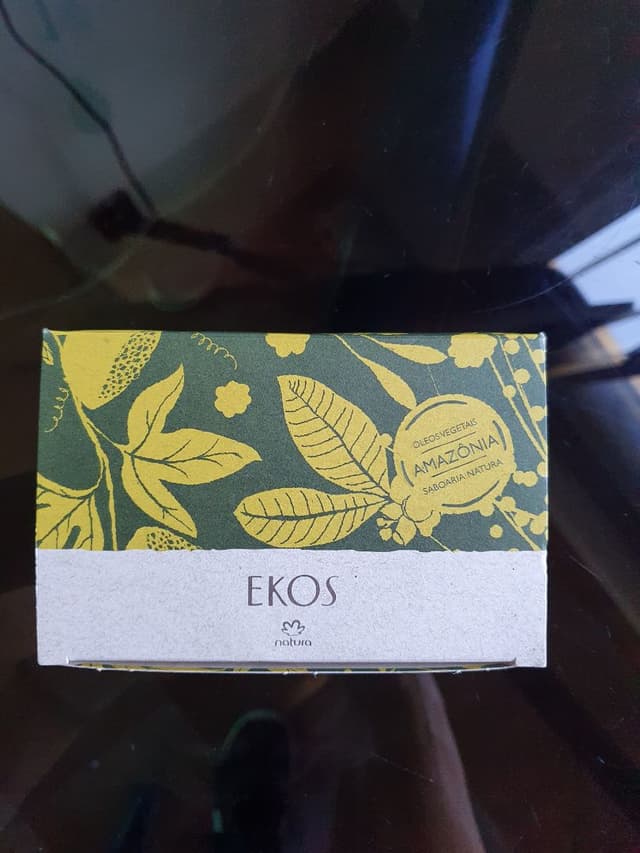 ÓLEOS VEGETAIS
AMAZÔNIA
SABOARIA NATURA
EKOS
natura